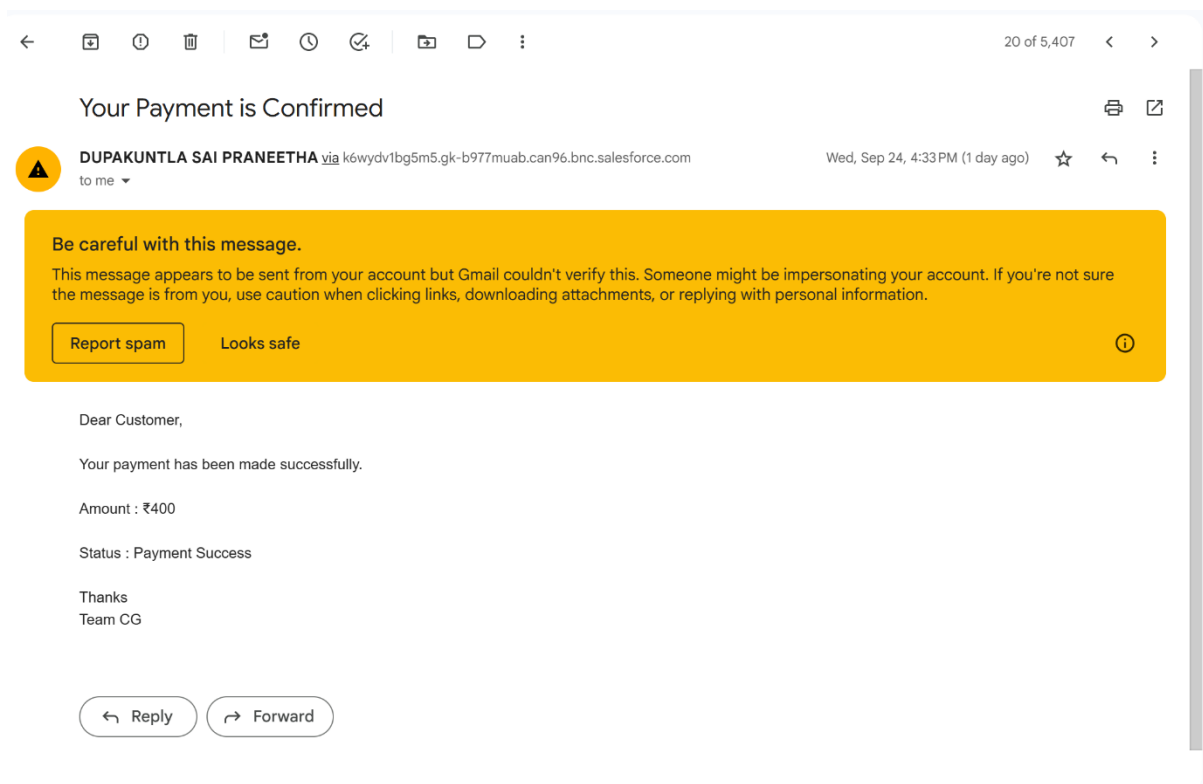 20 of 5,407
Your Payment is Confirmed
DUPAKUNTLA SAI PRANEETHA via k6wydv1bg5m5.gk-b977muab.can96.bnc.salesforce.com
Wed, Sep 24, 4:33 PM (1 day ago)
to me
Be careful with this message.
This message appears to be sent from your account but Gmail couldn't verify this. Someone might be impersonating your account. If you're not sure
the message is from you, use caution when clicking links, downloading attachments, or replying with personal information.
Report spam
Looks safe
Dear Customer,
Your payment has been made successfully.
Amount : ₹400
Status : Payment Success
Thanks
Team CG
Reply
Forward